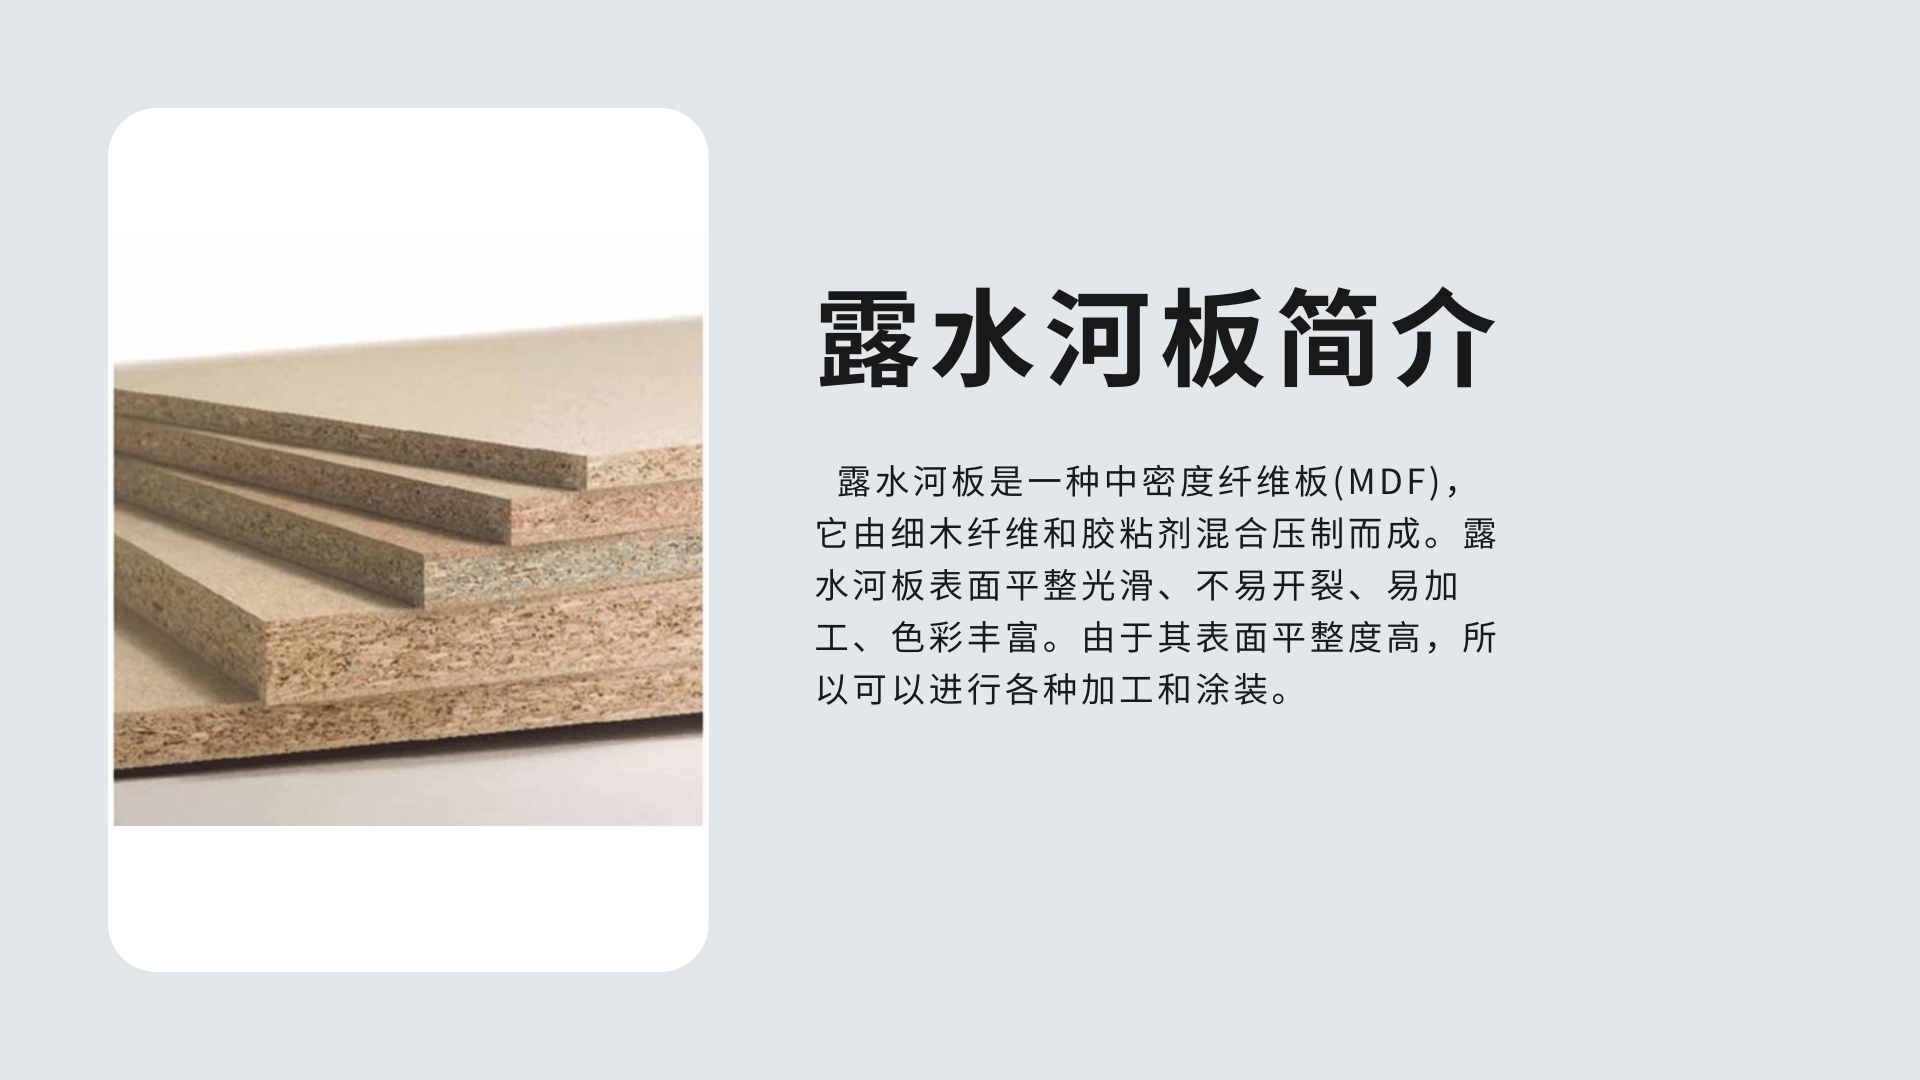 露水河板简介
露水河板是一种中密度纤维板(MDF)，
它由细木纤维和胶粘剂混合压制而成。露
水河板表面平整光滑、不易开裂、易加
工、色彩丰富。由于其表面平整度高，所
以可以进行各种加工和涂装。